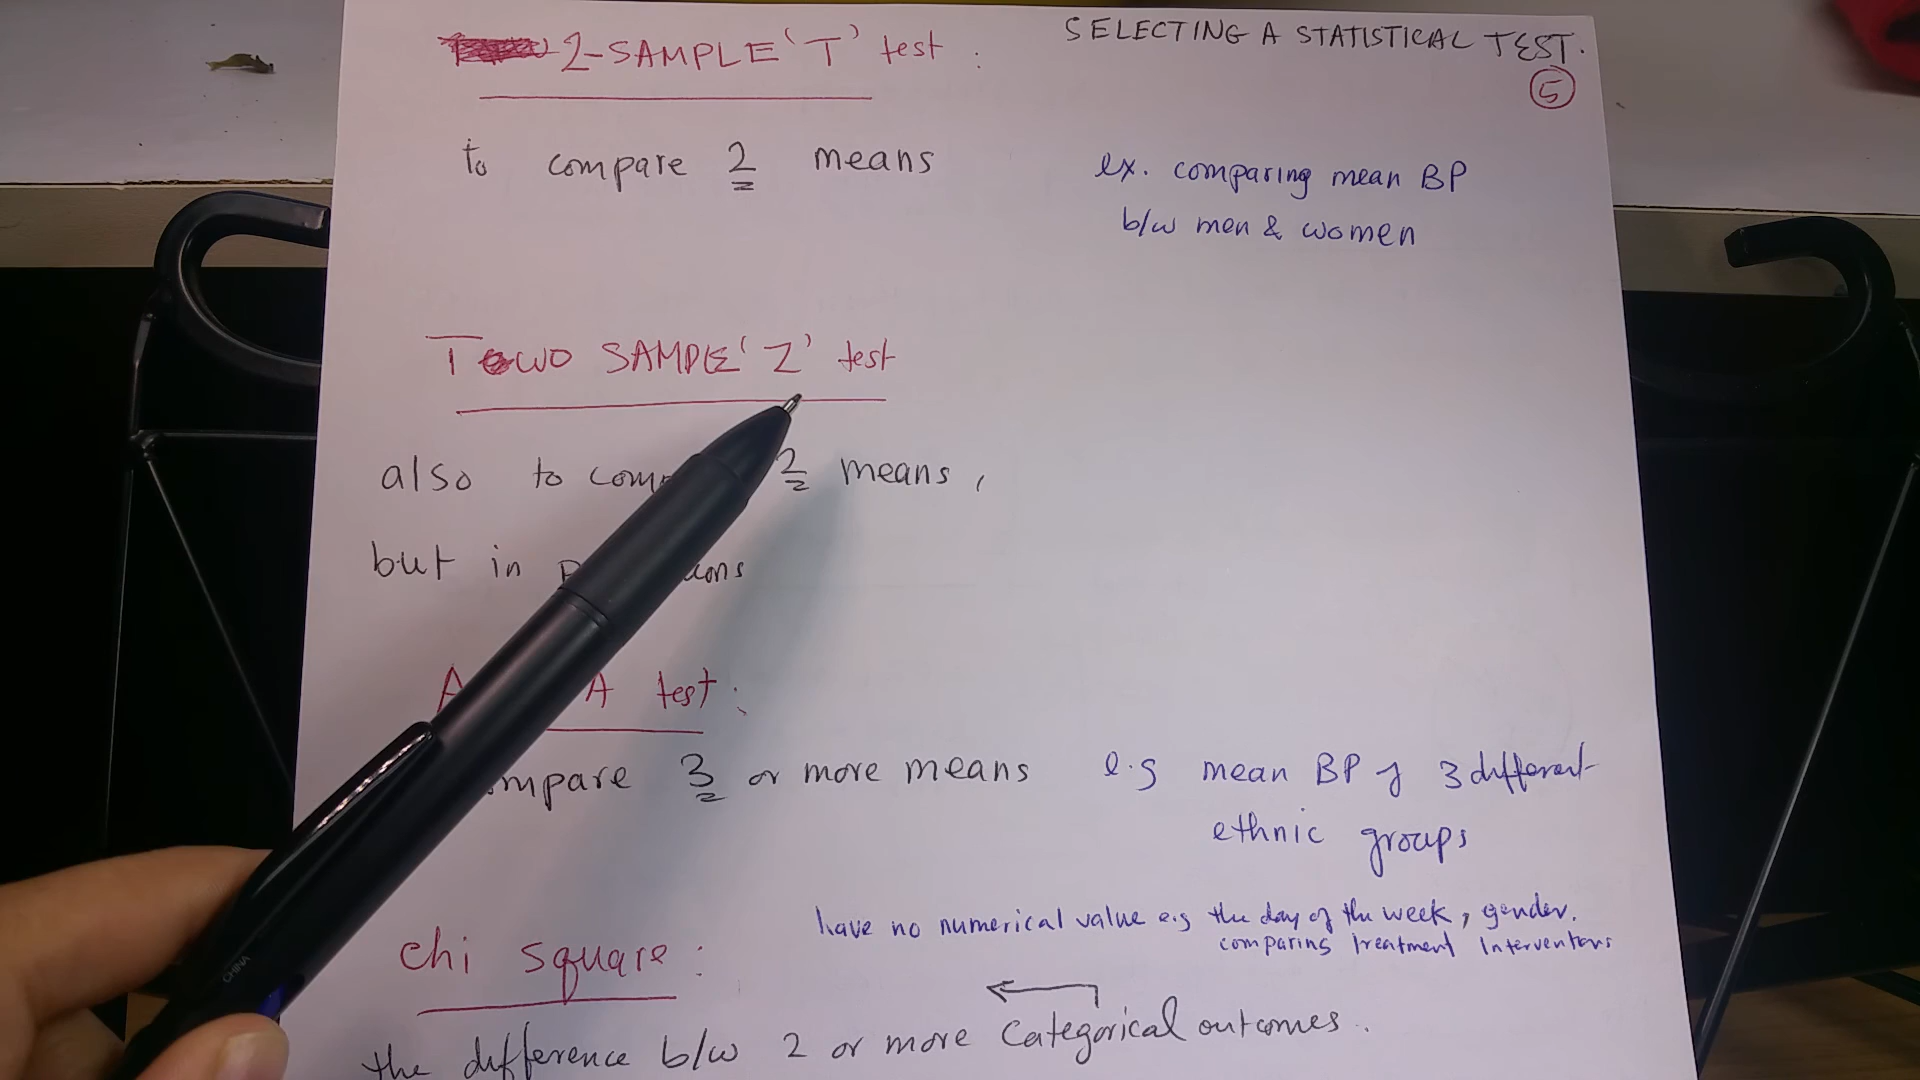 SELECTING A STATISTICAL TEST.
5
2-SAMPLE 'T' test :
to compare 2 means
ex. comparing mean BP
b/w men & women
TWO SAMPLE 'Z' test
also to 2 means,
but in
test :
3 or more means
e.g mean BP of 3 different
ethnic groups
have no numerical value e.g the day of the week, gender.
comparing treatment interventions
chi square :
the difference b/w 2 or more categorical outcomes.
CHINA